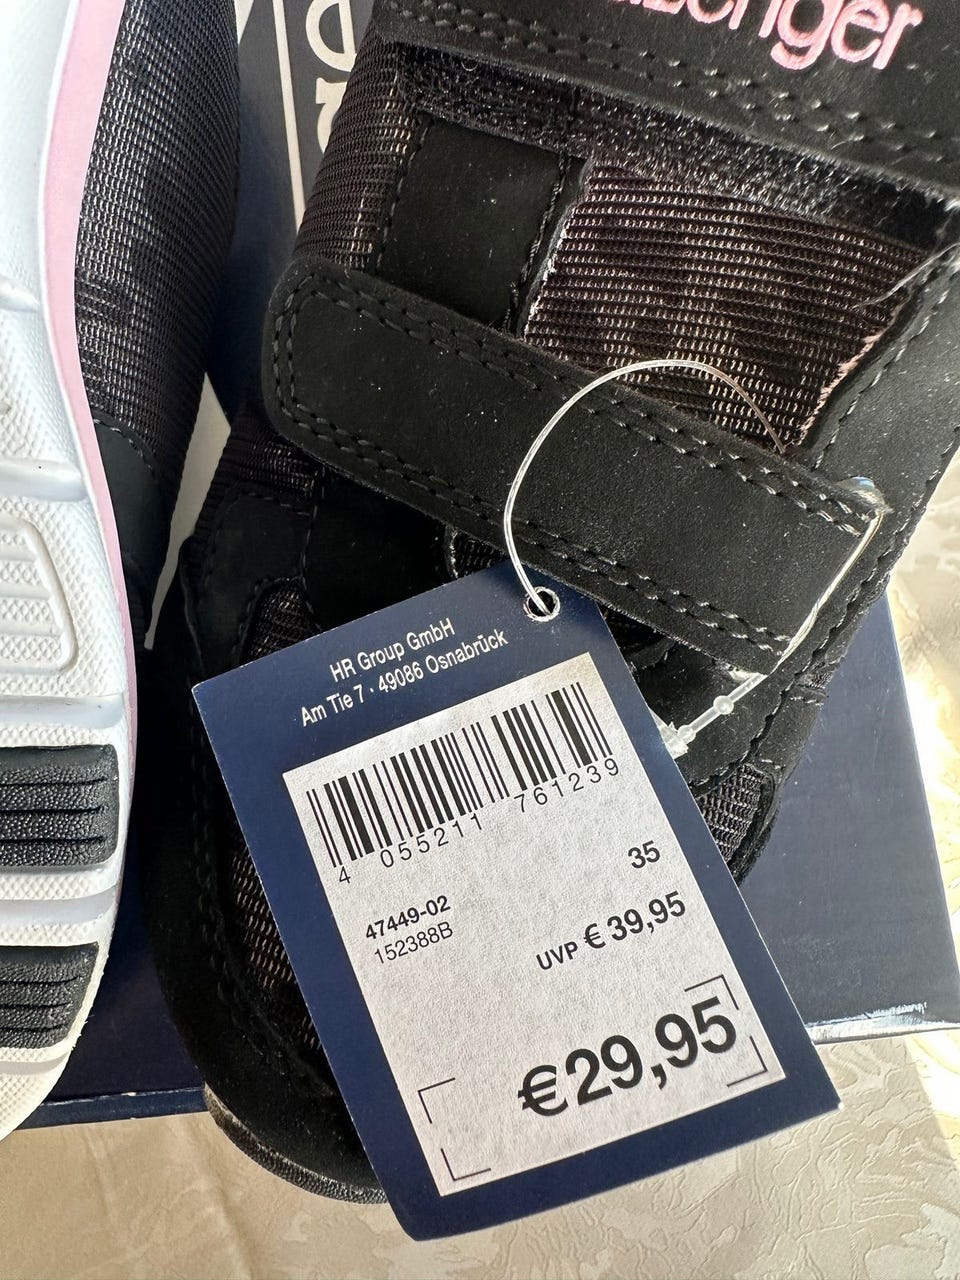 HR Group GmbH
Am Tie 7 · 49086 Osnabrück
4 055211 761239
35
47449-02
152388B
UVP € 39,95
€29,95